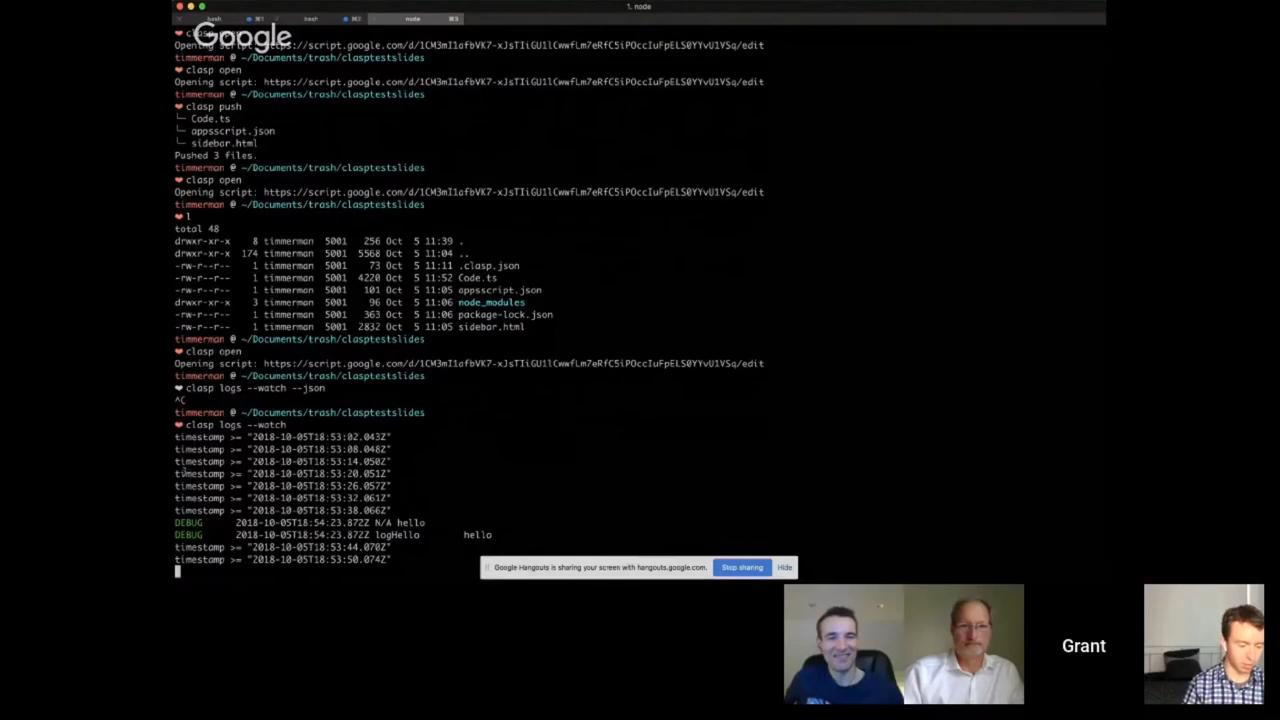 1. node
bash ⌘1 bash ⌘2 node ⌘3
Google
❤ clasp open
Opening script: https://script.google.com/d/1CM3mI1afbVK7-xJsTIiGU1lCwwfLm7eRfC5iPOccIuFpELS0YYvU1VSq/edit
timmerman @ ~/Documents/trash/clasptestslides
❤ clasp open
Opening script: https://script.google.com/d/1CM3mI1afbVK7-xJsTIiGU1lCwwfLm7eRfC5iPOccIuFpELS0YYvU1VSq/edit
timmerman @ ~/Documents/trash/clasptestslides
❤ clasp push
└─ Code.ts
└─ appsscript.json
└─ sidebar.html
Pushed 3 files.
timmerman @ ~/Documents/trash/clasptestslides
❤ clasp open
Opening script: https://script.google.com/d/1CM3mI1afbVK7-xJsTIiGU1lCwwfLm7eRfC5iPOccIuFpELS0YYvU1VSq/edit
timmerman @ ~/Documents/trash/clasptestslides
❤ l
total 48
drwxr-xr-x 8 timmerman 5001 256 Oct 5 11:39 .
drwxr-xr-x 174 timmerman 5001 5568 Oct 5 11:04 ..
-rw-r--r-- 1 timmerman 5001 73 Oct 5 11:11 .clasp.json
-rw-r--r-- 1 timmerman 5001 4220 Oct 5 11:52 Code.ts
-rw-r--r-- 1 timmerman 5001 101 Oct 5 11:05 appsscript.json
drwxr-xr-x 3 timmerman 5001 96 Oct 5 11:06 node_modules
-rw-r--r-- 1 timmerman 5001 363 Oct 5 11:06 package-lock.json
-rw-r--r-- 1 timmerman 5001 2832 Oct 5 11:05 sidebar.html
timmerman @ ~/Documents/trash/clasptestslides
❤ clasp open
Opening script: https://script.google.com/d/1CM3mI1afbVK7-xJsTIiGU1lCwwfLm7eRfC5iPOccIuFpELS0YYvU1VSq/edit
timmerman @ ~/Documents/trash/clasptestslides
❤ clasp logs --watch --json
^C
timmerman @ ~/Documents/trash/clasptestslides
❤ clasp logs --watch
timestamp >= "2018-10-05T18:53:02.043Z"
timestamp >= "2018-10-05T18:53:08.048Z"
timestamp >= "2018-10-05T18:53:14.050Z"
timestamp >= "2018-10-05T18:53:20.051Z"
timestamp >= "2018-10-05T18:53:26.057Z"
timestamp >= "2018-10-05T18:53:32.061Z"
timestamp >= "2018-10-05T18:53:38.066Z"
DEBUG 2018-10-05T18:54:23.872Z N/A hello
DEBUG 2018-10-05T18:54:23.872Z logHello hello
timestamp >= "2018-10-05T18:53:44.070Z"
timestamp >= "2018-10-05T18:53:50.074Z"
Google Hangouts is sharing your screen with hangouts.google.com. Stop sharing Hide
Grant